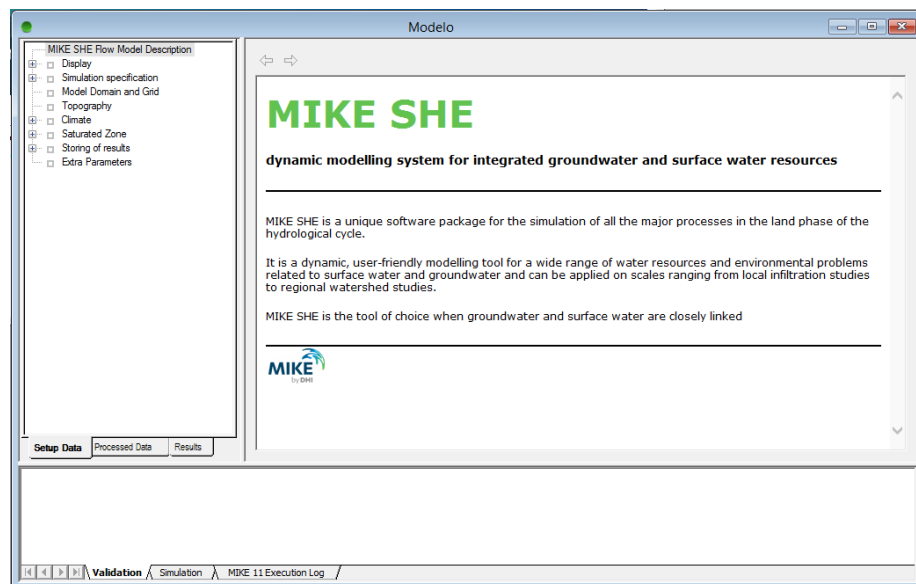 Modelo
MIKE SHE Flow Model Description
Display
Simulation specification
Model Domain and Grid
Topography
Climate
Saturated Zone
Storing of results
Extra Parameters
Setup Data
Processed Data
Results
MIKE SHE
dynamic modelling system for integrated groundwater and surface water resources
MIKE SHE is a unique software package for the simulation of all the major processes in the land phase of the
hydrological cycle.
It is a dynamic, user-friendly modelling tool for a wide range of water resources and environmental problems
related to surface water and groundwater and can be applied on scales ranging from local infiltration studies
to regional watershed studies.
MIKE SHE is the tool of choice when groundwater and surface water are closely linked
MIKE
by DHI
Validation
Simulation
MIKE 11 Execution Log